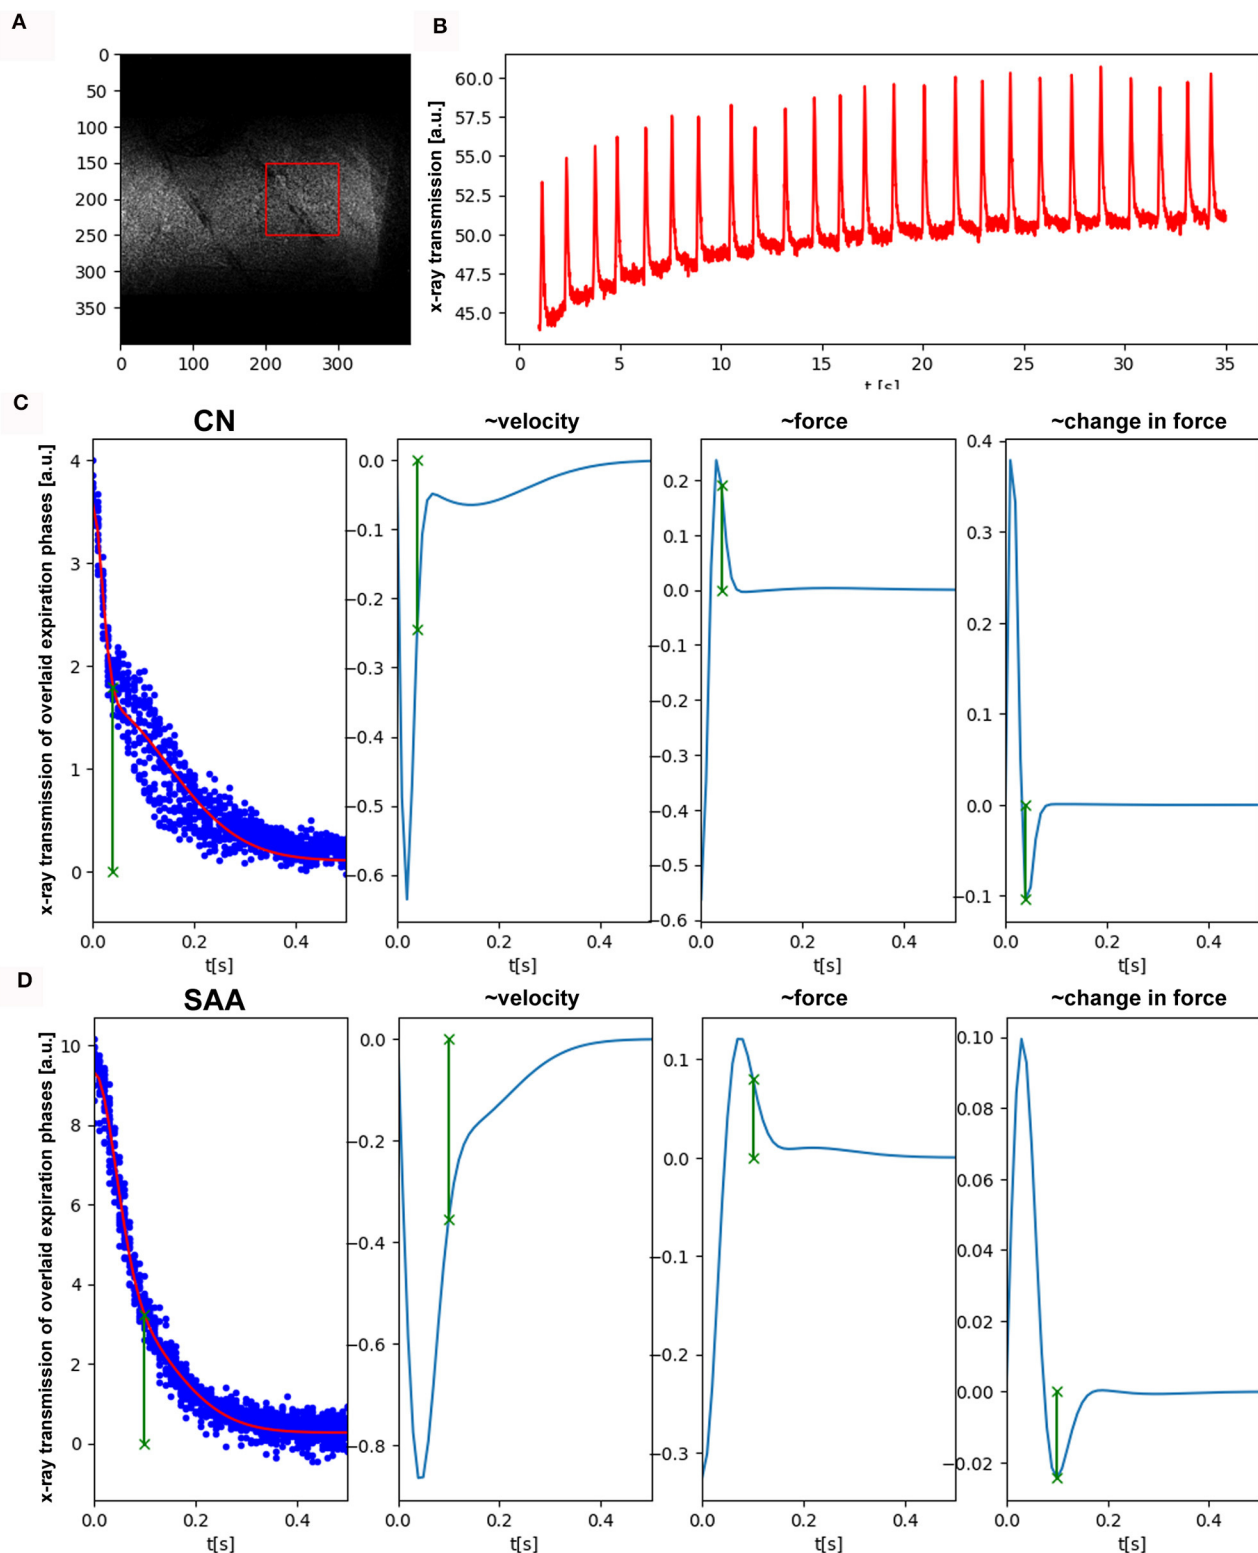 A
B
0
50
100
150
200
250
300
350
0 100 200 300
x-ray transmission [a.u.]
60.0
57.5
55.0
52.5
50.0
47.5
45.0
0 5 10 15 20 25 30 35
t [s]
C
CN
~velocity
~force
~change in force
x-ray transmission of overlaid expiration phases [a.u.]
4
3
2
1
0
0.0 0.2 0.4
t[s]
0.0
−0.1
−0.2
−0.3
−0.4
−0.5
−0.6
0.0 0.2 0.4
t[s]
0.2
0.1
0.0
−0.1
−0.2
−0.3
−0.4
−0.5
−0.6
0.0 0.2 0.4
t[s]
0.4
0.3
0.2
0.1
0.0
−0.1
0.0 0.2 0.4
t[s]
D
SAA
~velocity
~force
~change in force
x-ray transmission of overlaid expiration phases [a.u.]
10
8
6
4
2
0
0.0 0.2 0.4
t[s]
0.0
−0.2
−0.4
−0.6
−0.8
0.0 0.2 0.4
t[s]
0.1
0.0
−0.1
−0.2
−0.3
0.0 0.2 0.4
t[s]
0.10
0.08
0.06
0.04
0.02
0.00
−0.02
0.0 0.2 0.4
t[s]